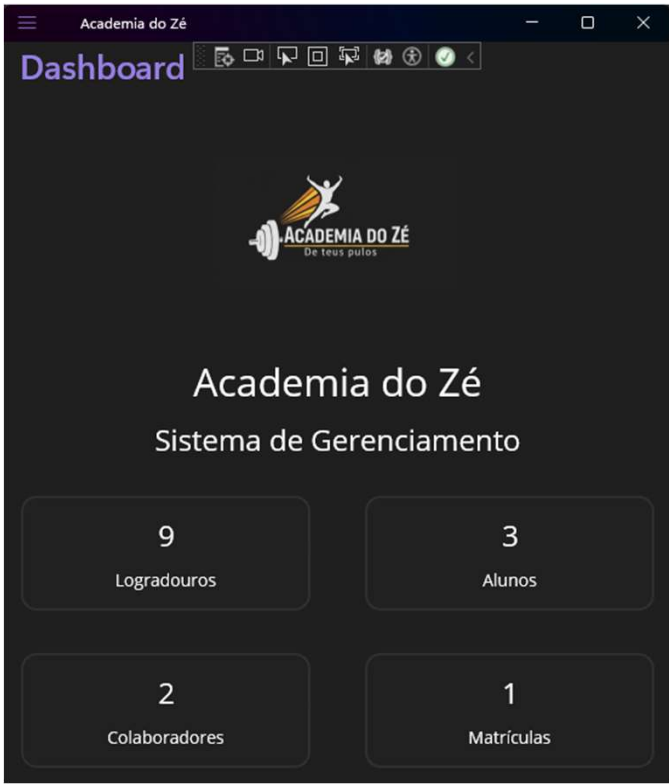 Academia do Zé
Dashboard
ACADEMIA DO ZÉ
De teus pulos
Academia do Zé
Sistema de Gerenciamento
9
Logradouros
3
Alunos
2
Colaboradores
1
Matrículas